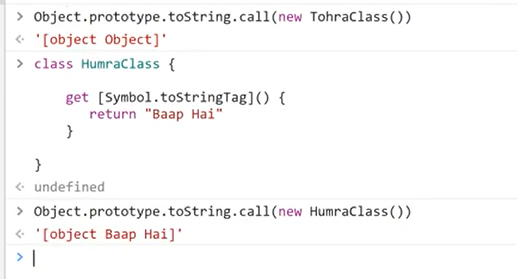 > Object.prototype.toString.call(new TohraClass())
<· '[object Object]'
> class HumraClass {
get [Symbol.toStringTag]() {
return "Baap Hai"
}
}
<· undefined
> Object.prototype.toString.call(new HumraClass())
<· '[object Baap Hai]'
>